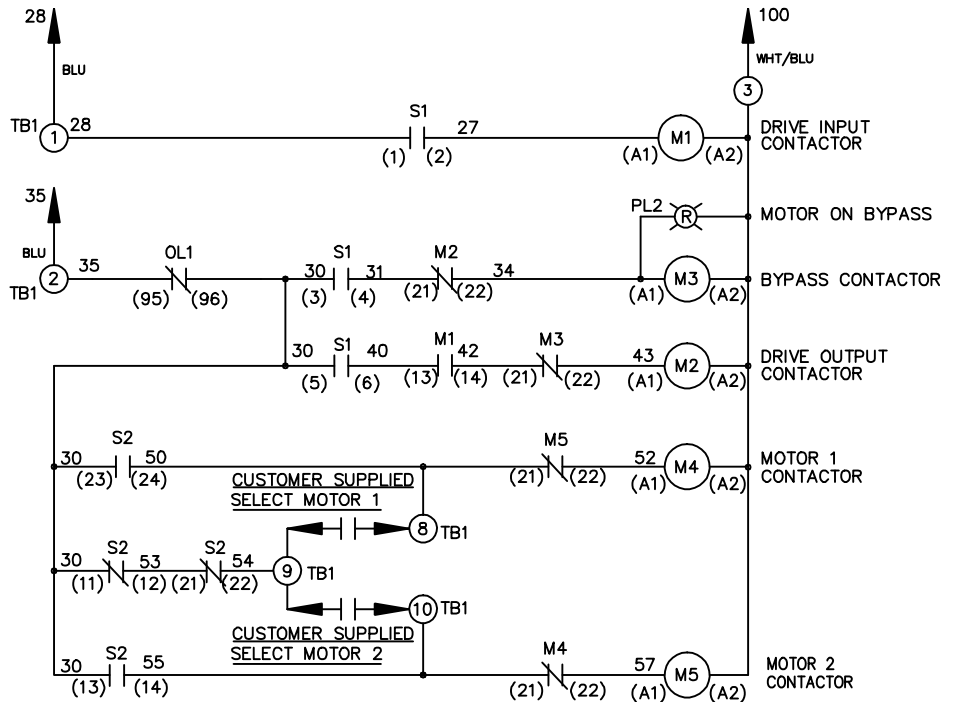 28
100
BLU
WHT/BLU
3
TB1 1 28
S1
27
(1) (2)
M1
(A1) (A2)
DRIVE INPUT
CONTACTOR
35
PL2 R
MOTOR ON BYPASS
BLU
TB1 2 35
OL1
(95) (96)
30 S1 31
(3) (4)
M2
(21) (22)
34
M3
(A1) (A2)
BYPASS CONTACTOR
30 S1 40
(5) (6)
M1 42
(13) (14)
M3
(21) (22)
43
M2
(A1) (A2)
DRIVE OUTPUT
CONTACTOR
30 S2 50
(23) (24)
M5
(21) (22)
52
M4
(A1) (A2)
MOTOR 1
CONTACTOR
CUSTOMER SUPPLIED
SELECT MOTOR 1
8 TB1
30 S2 53 S2 54
(11) (12) (21) (22)
9 TB1
10 TB1
CUSTOMER SUPPLIED
SELECT MOTOR 2
30 S2 55
(13) (14)
M4
(21) (22)
57
M5
(A1) (A2)
MOTOR 2
CONTACTOR